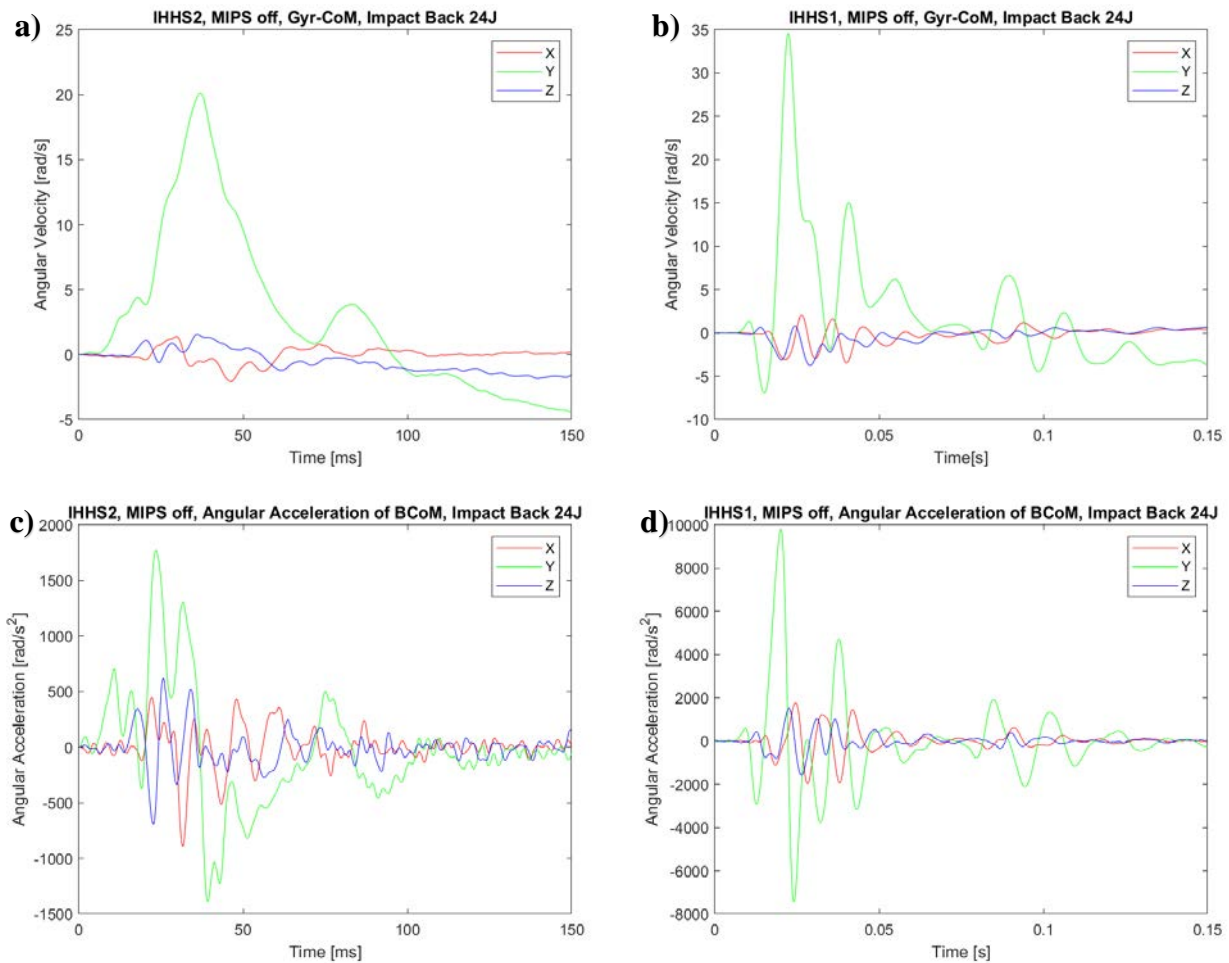 a)
IHHS2, MIPS off, Gyr-CoM, Impact Back 24J
Angular Velocity [rad/s]
25
20
15
10
5
0
-5
0
50
100
150
Time [ms]
X
Y
Z
b)
IHHS1, MIPS off, Gyr-CoM, Impact Back 24J
Angular Velocity [rad/s]
35
30
25
20
15
10
5
0
-5
-10
0
0.05
0.1
0.15
Time[s]
X
Y
Z
c)
IHHS2, MIPS off, Angular Acceleration of BCoM, Impact Back 24J
Angular Acceleration [rad/s²]
2000
1500
1000
500
0
-500
-1000
-1500
0
50
100
150
Time [ms]
X
Y
Z
d)
IHHS1, MIPS off, Angular Acceleration of BCoM, Impact Back 24J
Angular Acceleration [rad/s²]
10000
8000
6000
4000
2000
0
-2000
-4000
-6000
-8000
0
0.05
0.1
0.15
Time [s]
X
Y
Z